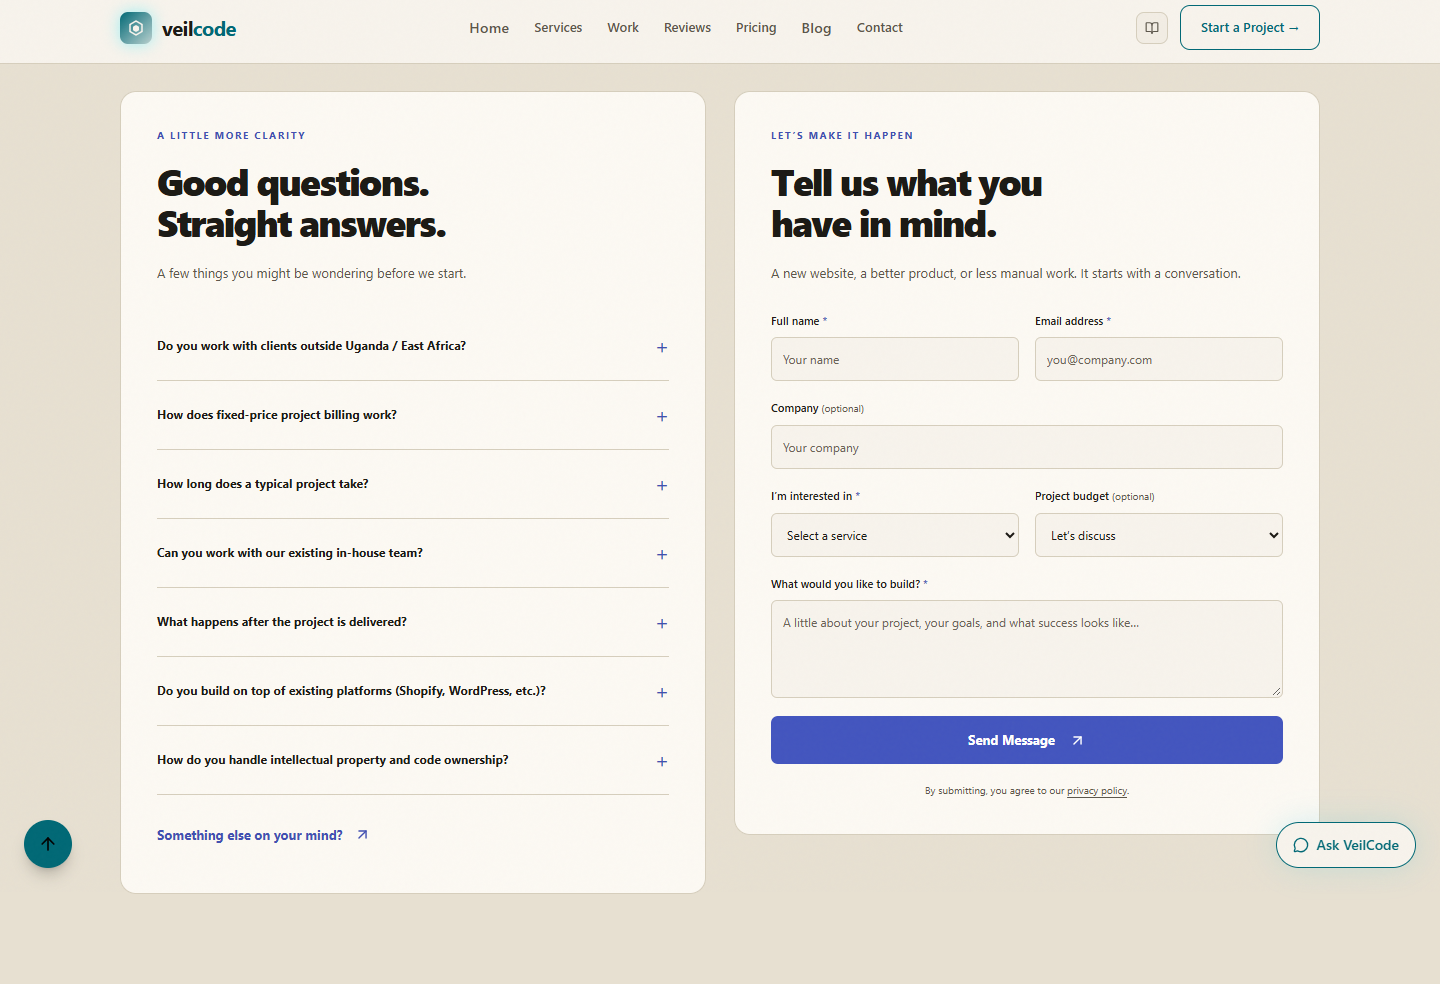 veilcode
Home
Services
Work
Reviews
Pricing
Blog
Contact
Start a Project →
A LITTLE MORE CLARITY
Good questions.
Straight answers.
A few things you might be wondering before we start.
Do you work with clients outside Uganda / East Africa?
+
How does fixed-price project billing work?
+
How long does a typical project take?
+
Can you work with our existing in-house team?
+
What happens after the project is delivered?
+
Do you build on top of existing platforms (Shopify, WordPress, etc.)?
+
How do you handle intellectual property and code ownership?
+
Something else on your mind?
LET'S MAKE IT HAPPEN
Tell us what you
have in mind.
A new website, a better product, or less manual work. It starts with a conversation.
Full name *
Your name
Email address *
you@company.com
Company (optional)
Your company
I'm interested in *
Select a service
Project budget (optional)
Let's discuss
What would you like to build? *
A little about your project, your goals, and what success looks like...
Send Message
By submitting, you agree to our privacy policy.
Ask VeilCode